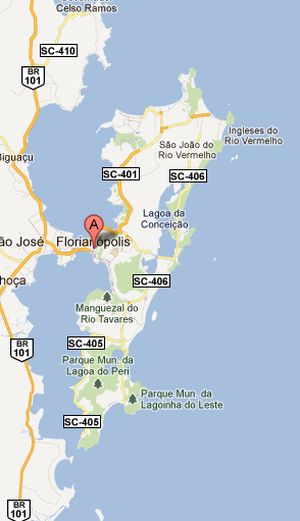 Celso Ramos
SC-410
BR
101
Biguaçu
São João do
Rio Vermelho
Ingleses do
Rio Vermelho
SC-401
SC-406
Lagoa da
Conceição
A
ão José
Florianópolis
hoça
SC-406
Manguezal do
Rio Tavares
BR
101
SC-405
Parque Mun. da
Lagoa do Peri
Parque Mun. da
Lagoinha do Leste
SC-405
BR
101